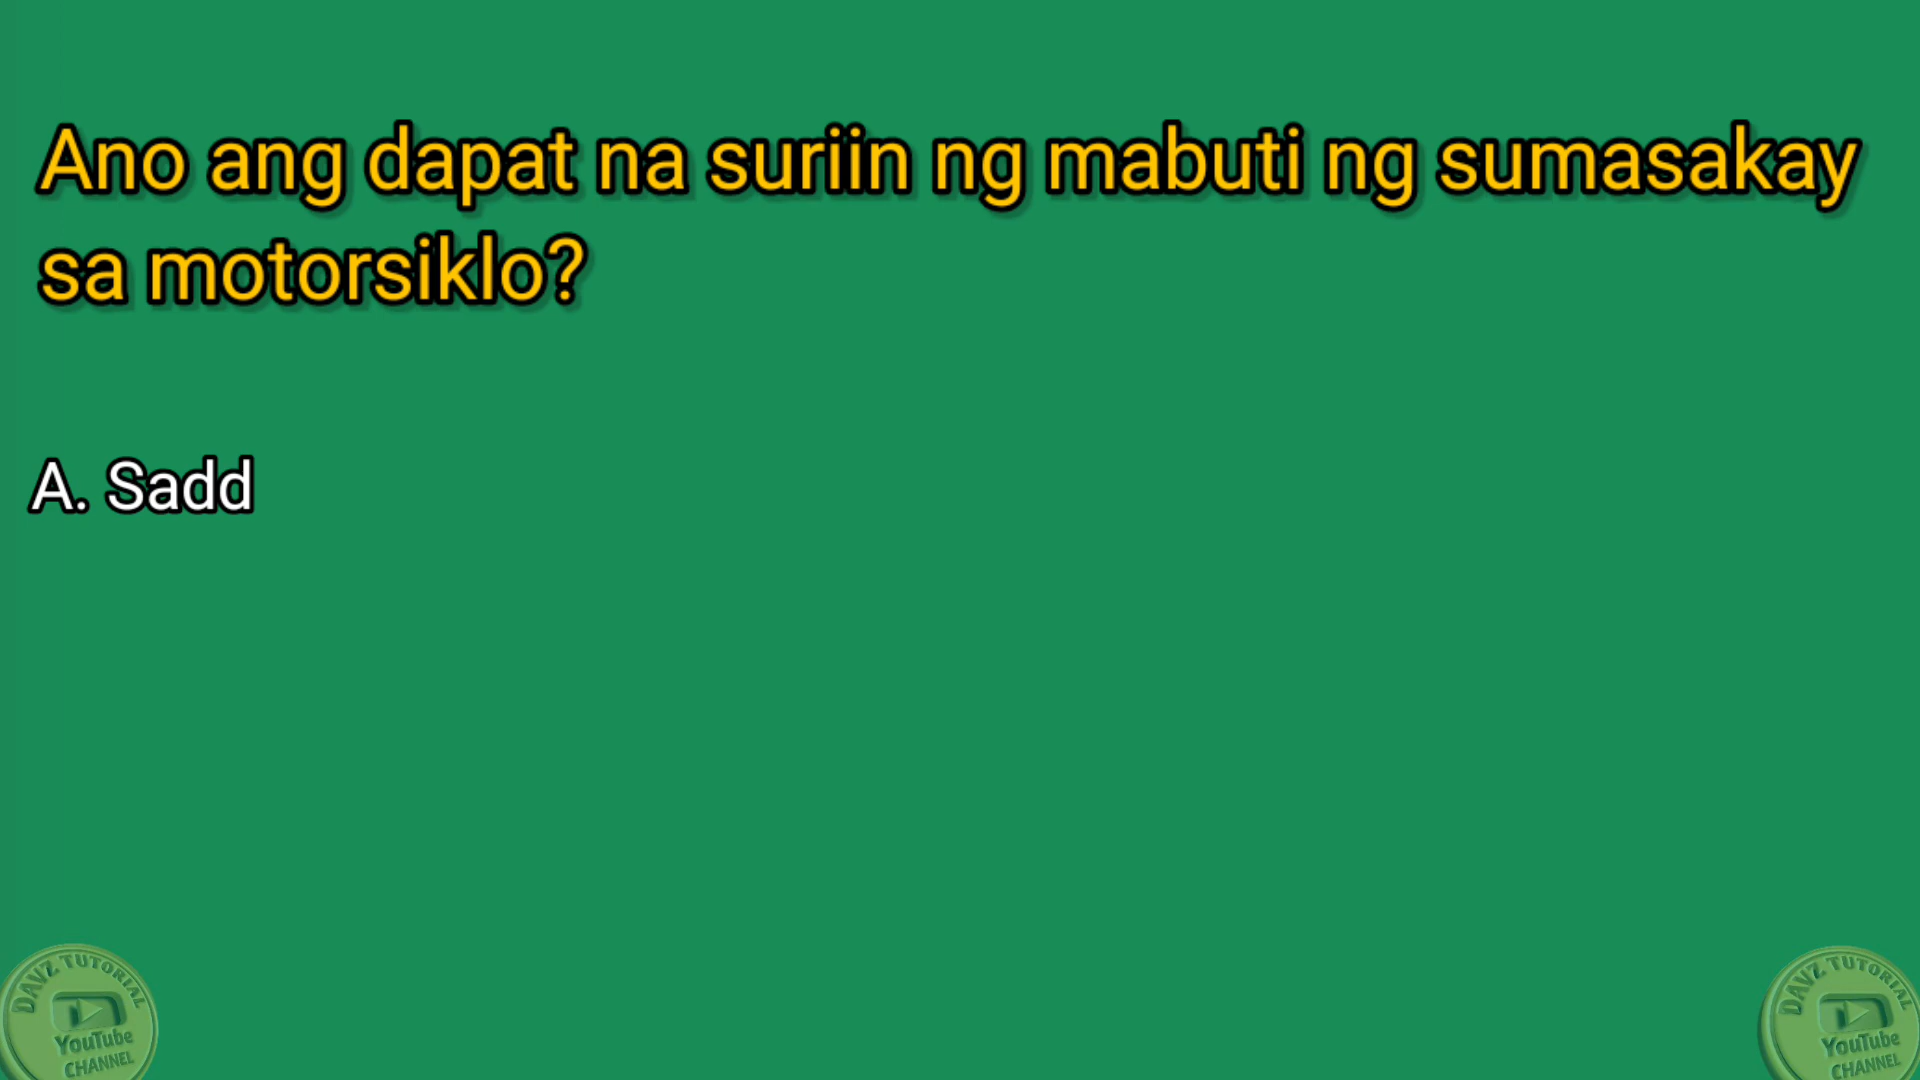 Ano ang dapat na suriin ng mabuti ng sumasakay
sa motorsiklo?
A. Sadd
DAVZ TUTORIAL
YouTube
CHANNEL
DAVZ TUTORIAL
YouTube
CHANNEL